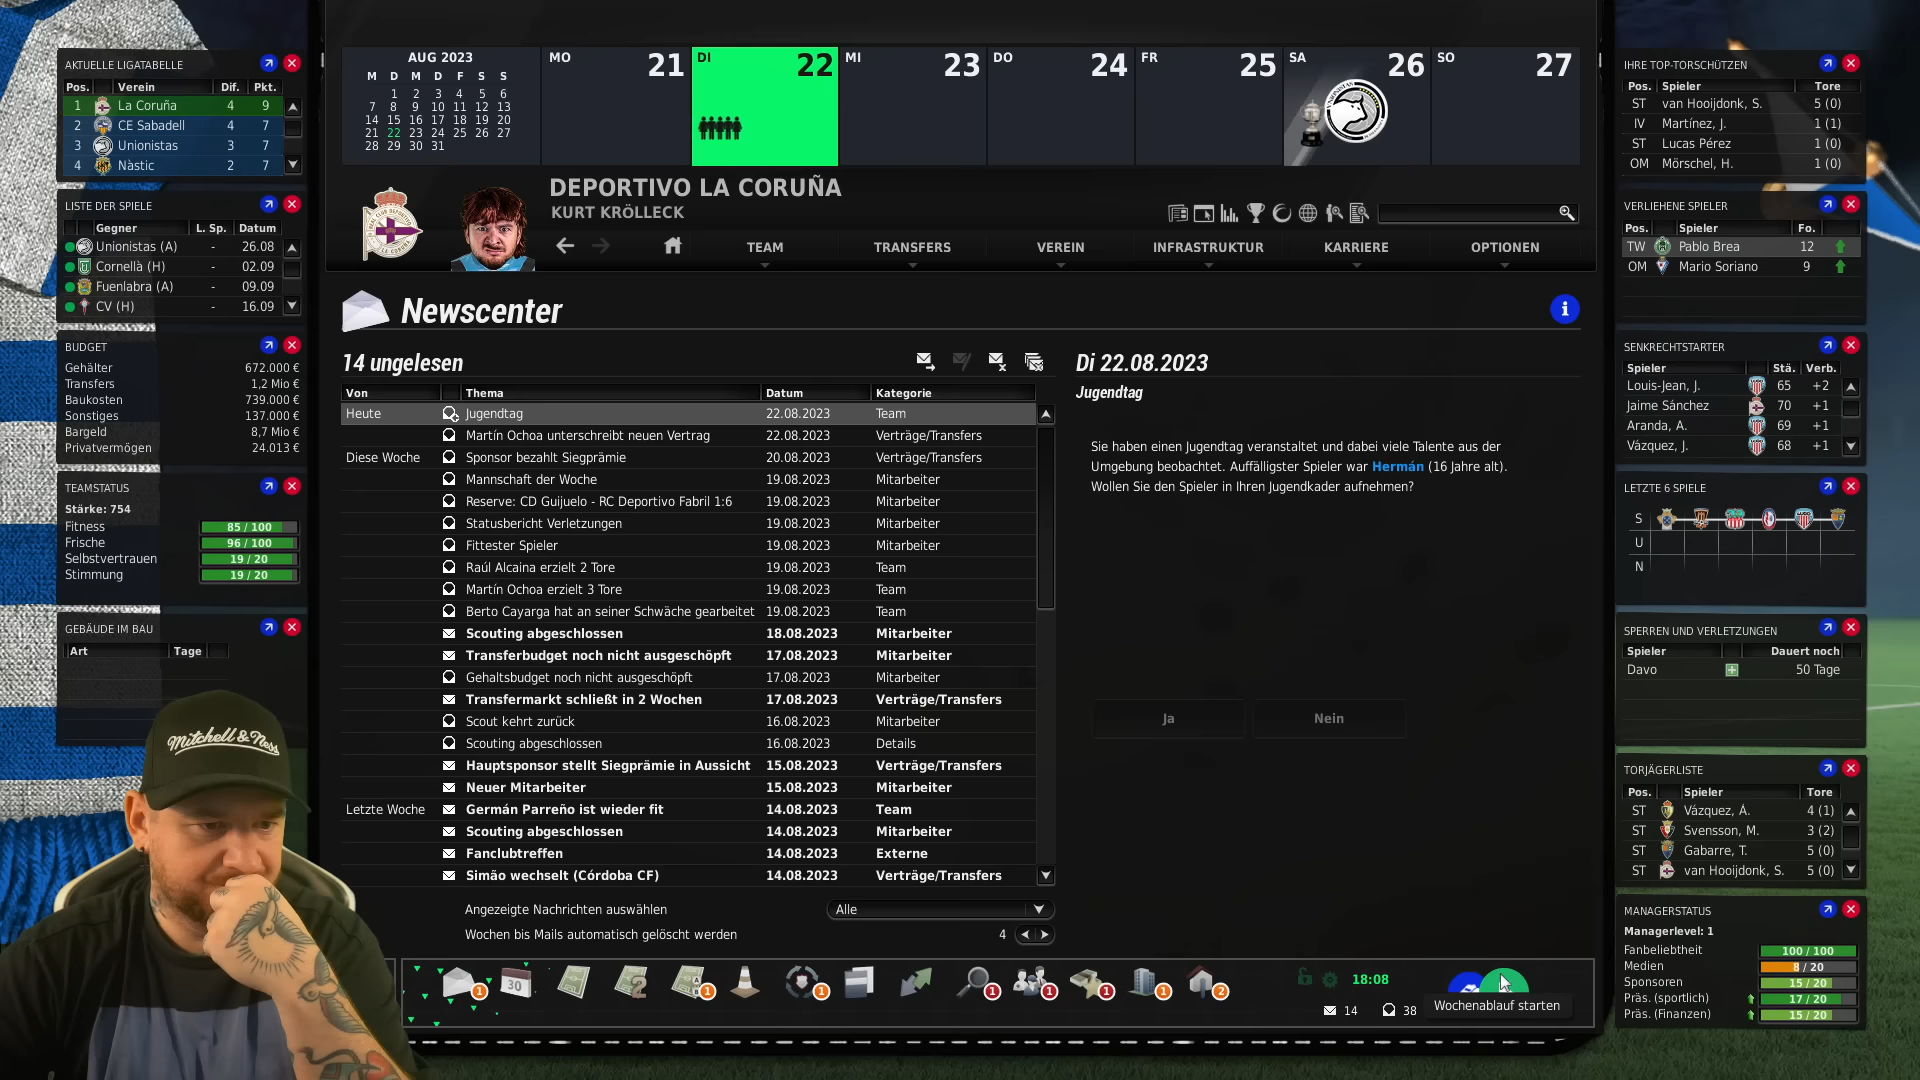 AKTUELLE LIGATABELLE
Pos. Verein Dif. Pkt.
1 La Coruña 4 9
2 CE Sabadell 4 7
3 Unionistas 3 7
4 Nàstic 2 7
LISTE DER SPIELE
Gegner L. Sp. Datum
Unionistas (A) - 26.08
Cornellà (H) - 02.09
Fuenlabra (A) - 09.09
CV (H) - 16.09
BUDGET
Gehälter 672.000 €
Transfers 1,2 Mio €
Baukosten 739.000 €
Sonstiges 137.000 €
Bargeld 8,7 Mio €
Privatvermögen 24.013 €
TEAMSTATUS
Stärke: 754
Fitness 85 / 100
Frische 96 / 100
Selbstvertrauen 19 / 20
Stimmung 19 / 20
GEBÄUDE IM BAU
Art Tage
Mitchell & Ness
AUG 2023
M D M D F S S
1 2 3 4 5 6
7 8 9 10 11 12 13
14 15 16 17 18 19 20
21 22 23 24 25 26 27
28 29 30 31
MO 21
DI 22
MI 23
DO 24
FR 25
SA 26
SO 27
DEPORTIVO LA CORUÑA
KURT KRÖLLECK
TEAM TRANSFERS VEREIN INFRASTRUKTUR KARRIERE OPTIONEN
Newscenter
14 ungelesen
Von Thema Datum Kategorie
Heute Jugendtag 22.08.2023 Team
Martín Ochoa unterschreibt neuen Vertrag 22.08.2023 Verträge/Transfers
Diese Woche Sponsor bezahlt Siegprämie 20.08.2023 Verträge/Transfers
Mannschaft der Woche 19.08.2023 Mitarbeiter
Reserve: CD Guijuelo - RC Deportivo Fabril 1:6 19.08.2023 Mitarbeiter
Statusbericht Verletzungen 19.08.2023 Mitarbeiter
Fittester Spieler 19.08.2023 Mitarbeiter
Raúl Alcaina erzielt 2 Tore 19.08.2023 Team
Martín Ochoa erzielt 3 Tore 19.08.2023 Team
Berto Cayarga hat an seiner Schwäche gearbeitet 19.08.2023 Team
Scouting abgeschlossen 18.08.2023 Mitarbeiter
Transferbudget noch nicht ausgeschöpft 17.08.2023 Mitarbeiter
Gehaltsbudget noch nicht ausgeschöpft 17.08.2023 Mitarbeiter
Transfermarkt schließt in 2 Wochen 17.08.2023 Verträge/Transfers
Scout kehrt zurück 16.08.2023 Mitarbeiter
Scouting abgeschlossen 16.08.2023 Details
Hauptsponsor stellt Siegprämie in Aussicht 15.08.2023 Verträge/Transfers
Neuer Mitarbeiter 15.08.2023 Mitarbeiter
Letzte Woche Germán Parreño ist wieder fit 14.08.2023 Team
Scouting abgeschlossen 14.08.2023 Mitarbeiter
Fanclubtreffen 14.08.2023 Externe
Simão wechselt (Córdoba CF) 14.08.2023 Verträge/Transfers
Angezeigte Nachrichten auswählen Alle
Wochen bis Mails automatisch gelöscht werden 4
Di 22.08.2023
Jugendtag
Sie haben einen Jugendtag veranstaltet und dabei viele Talente aus der
Umgebung beobachtet. Auffälligster Spieler war Hermán (16 Jahre alt).
Wollen Sie den Spieler in Ihren Jugendkader aufnehmen?
Ja Nein
1 30 2 1 1 1 1 1 1 2
18:08
14 38
Wochenablauf starten
IHRE TOP-TORSCHÜTZEN
Pos. Spieler Tore
ST van Hooijdonk, S. 5 (0)
IV Martínez, J. 1 (1)
ST Lucas Pérez 1 (0)
OM Mörschel, H. 1 (0)
VERLIEHENE SPIELER
Pos. Spieler Fo.
TW Pablo Brea 12
OM Mario Soriano 9
SENKRECHTSTARTER
Spieler Stä. Verb.
Louis-Jean, J. 65 +2
Jaime Sánchez 70 +1
Aranda, A. 69 +1
Vázquez, J. 68 +1
LETZTE 6 SPIELE
S
U
N
SPERREN UND VERLETZUNGEN
Spieler Dauert noch
Davo 50 Tage
TORJÄGERLISTE
Pos. Spieler Tore
ST Vázquez, Á. 4 (1)
ST Svensson, M. 3 (2)
ST Gabarre, T. 5 (0)
ST van Hooijdonk, S. 5 (0)
MANAGERSTATUS
Managerlevel: 1
Fanbeliebtheit 100 / 100
Medien 8 / 20
Sponsoren 15 / 20
Präs. (sportlich) 17 / 20
Präs. (Finanzen) 15 / 20